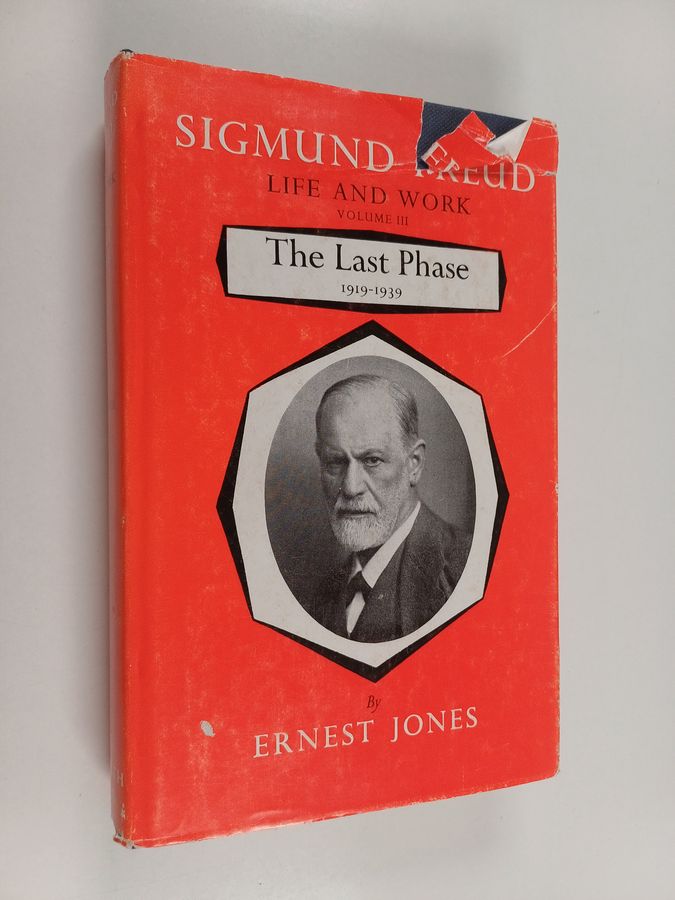 SIGMUND FREUD
LIFE AND WORK
VOLUME III
The Last Phase
1919-1939
By
ERNEST JONES